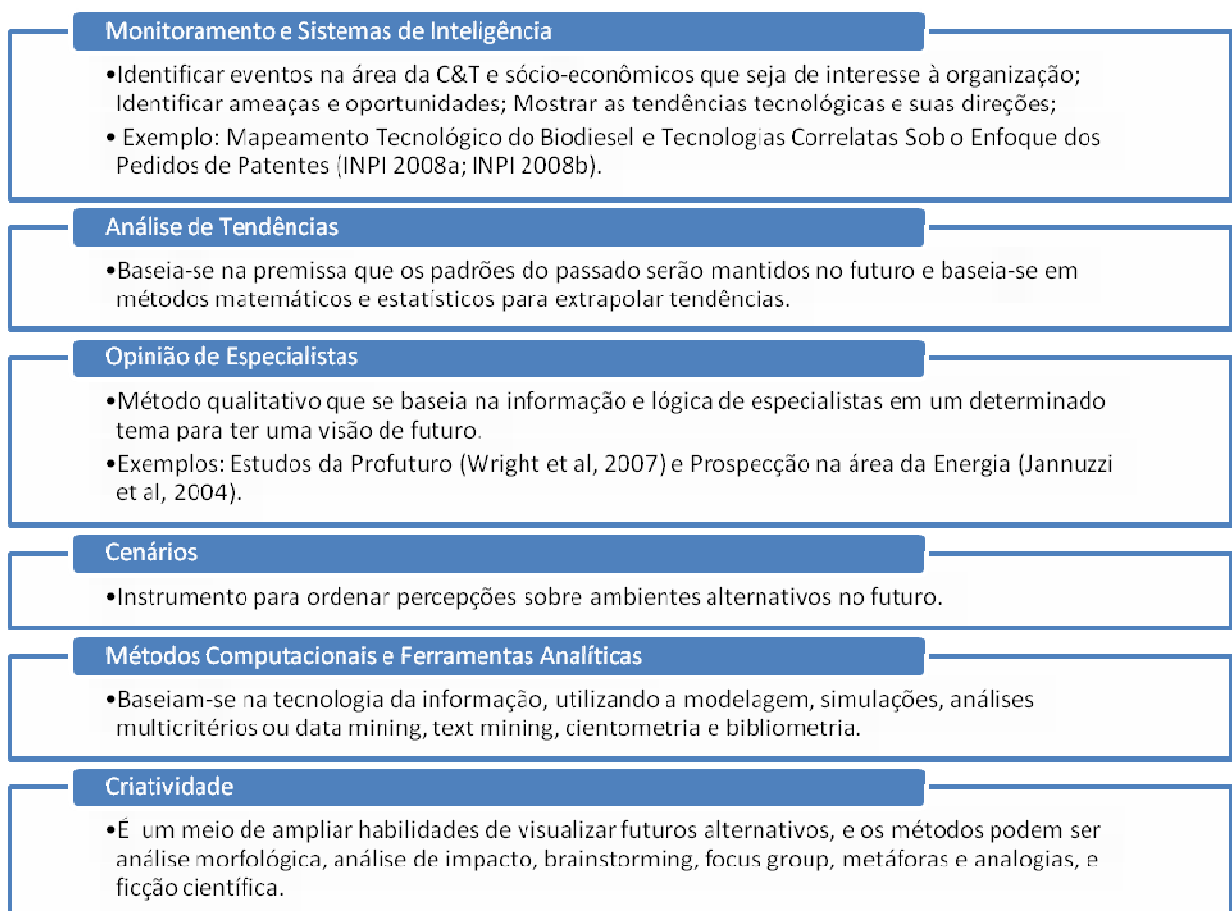 Monitoramento e Sistemas de Inteligência
•Identificar eventos na área da C&T e sócio-econômicos que seja de interesse à organização;
Identificar ameaças e oportunidades; Mostrar as tendências tecnológicas e suas direções;
• Exemplo: Mapeamento Tecnológico do Biodiesel e Tecnologias Correlatas Sob o Enfoque dos
Pedidos de Patentes (INPI 2008a; INPI 2008b).
Análise de Tendências
•Baseia-se na premissa que os padrões do passado serão mantidos no futuro e baseia-se em
métodos matemáticos e estatísticos para extrapolar tendências.
Opinião de Especialistas
•Método qualitativo que se baseia na informação e lógica de especialistas em um determinado
tema para ter uma visão de futuro.
•Exemplos: Estudos da Profuturo (Wright et al, 2007) e Prospecção na área da Energia (Jannuzzi
et al, 2004).
Cenários
•Instrumento para ordenar percepções sobre ambientes alternativos no futuro.
Métodos Computacionais e Ferramentas Analíticas
•Baseiam-se na tecnologia da informação, utilizando a modelagem, simulações, análises
multicritérios ou data mining, text mining, cientometria e bibliometria.
Criatividade
•É um meio de ampliar habilidades de visualizar futuros alternativos, e os métodos podem ser
análise morfológica, análise de impacto, brainstorming, focus group, metáforas e analogias, e
ficção científica.